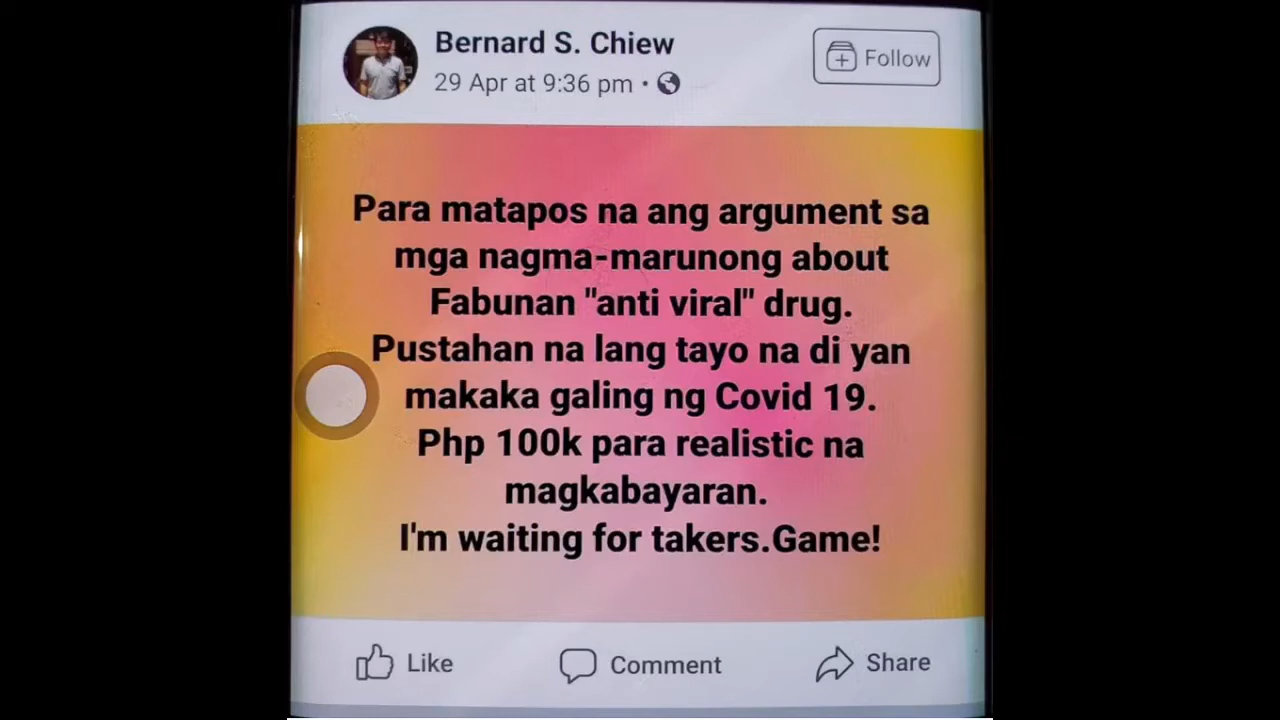 Bernard S. Chiew
29 Apr at 9:36 pm ·
Follow
Para matapos na ang argument sa
mga nagma-marunong about
Fabunan "anti viral" drug.
Pustahan na lang tayo na di yan
makaka galing ng Covid 19.
Php 100k para realistic na
magkabayaran.
I'm waiting for takers.Game!
Like
Comment
Share